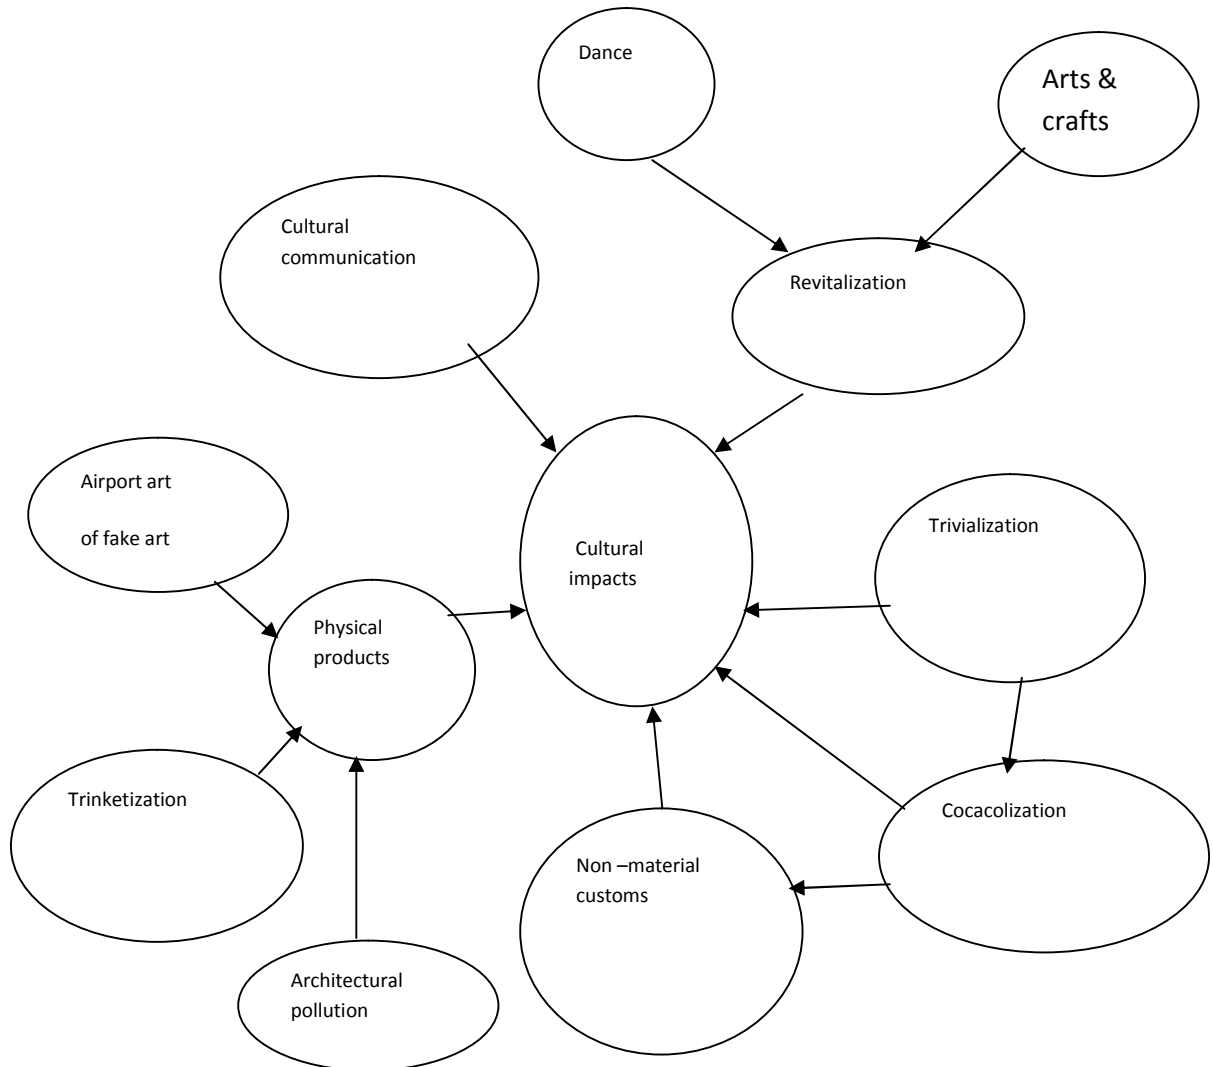 Dance
Arts &
crafts
Cultural
communication
Revitalization
Airport art
of fake art
Cultural
impacts
Trivialization
Physical
products
Trinketization
Cocacolization
Non –material
customs
Architectural
pollution